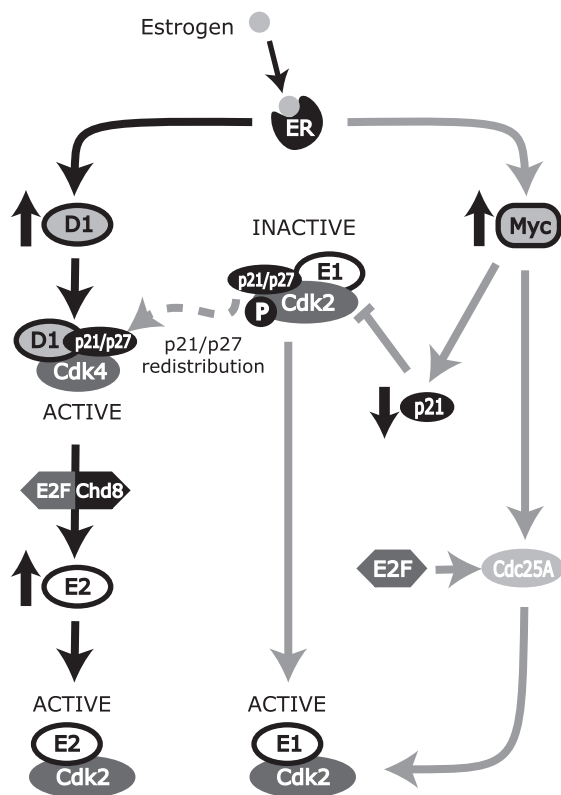 Estrogen
ER
D1
Myc
INACTIVE
p21/p27
E1
Cdk2
P
D1
p21/p27
Cdk4
p21/p27
redistribution
ACTIVE
p21
E2F
Chd8
E2
E2F
Cdc25A
ACTIVE
E2
Cdk2
ACTIVE
E1
Cdk2